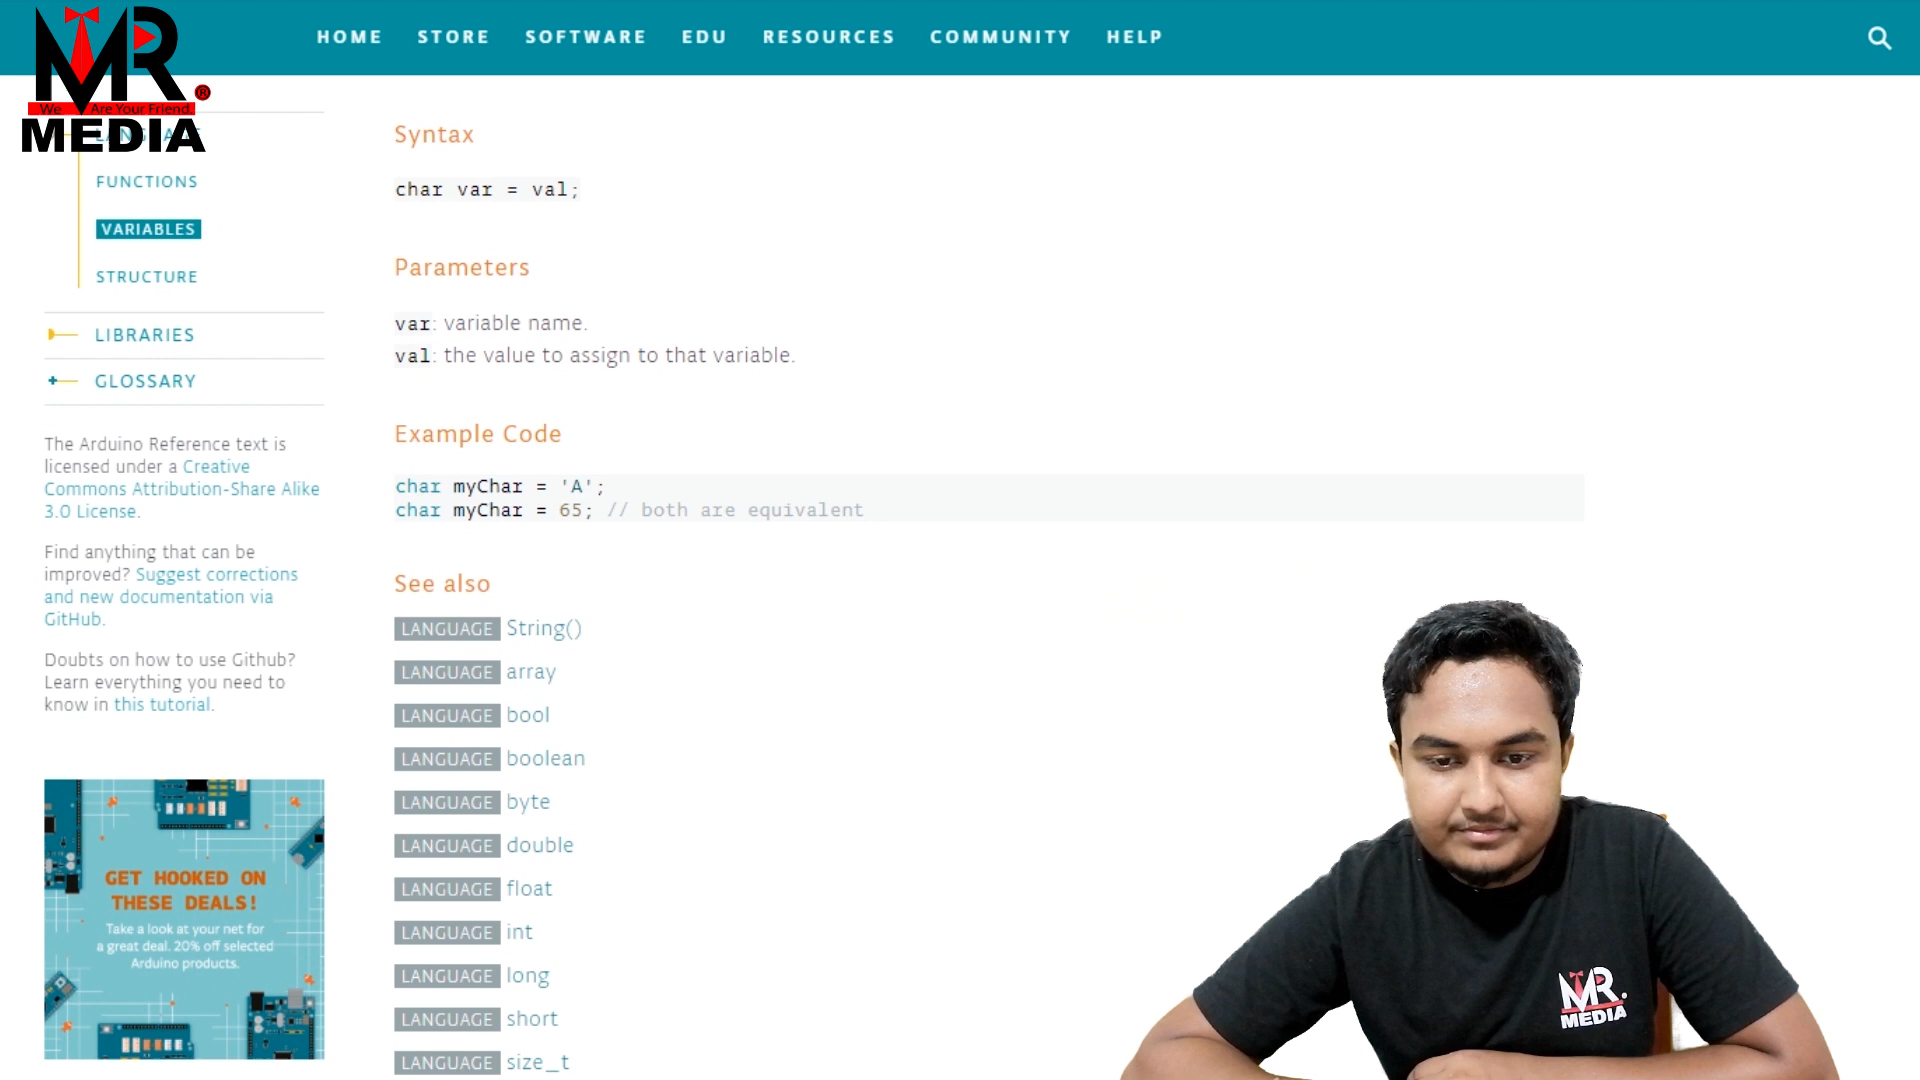 HOME STORE SOFTWARE EDU RESOURCES COMMUNITY HELP
MR
®
We Are Your Friend
MEDIA
FUNCTIONS
VARIABLES
STRUCTURE
LIBRARIES
GLOSSARY
The Arduino Reference text is
licensed under a Creative
Commons Attribution-Share Alike
3.0 License.
Find anything that can be
improved? Suggest corrections
and new documentation via
GitHub.
Doubts on how to use Github?
Learn everything you need to
know in this tutorial.
GET HOOKED ON
THESE DEALS!
Take a look at your net for
a great deal. 20% off selected
Arduino products.
Syntax
char var = val;
Parameters
var: variable name.
val: the value to assign to that variable.
Example Code
char myChar = 'A';
char myChar = 65; // both are equivalent
See also
LANGUAGE String()
LANGUAGE array
LANGUAGE bool
LANGUAGE boolean
LANGUAGE byte
LANGUAGE double
LANGUAGE float
LANGUAGE int
LANGUAGE long
LANGUAGE short
LANGUAGE size_t
MR
MEDIA